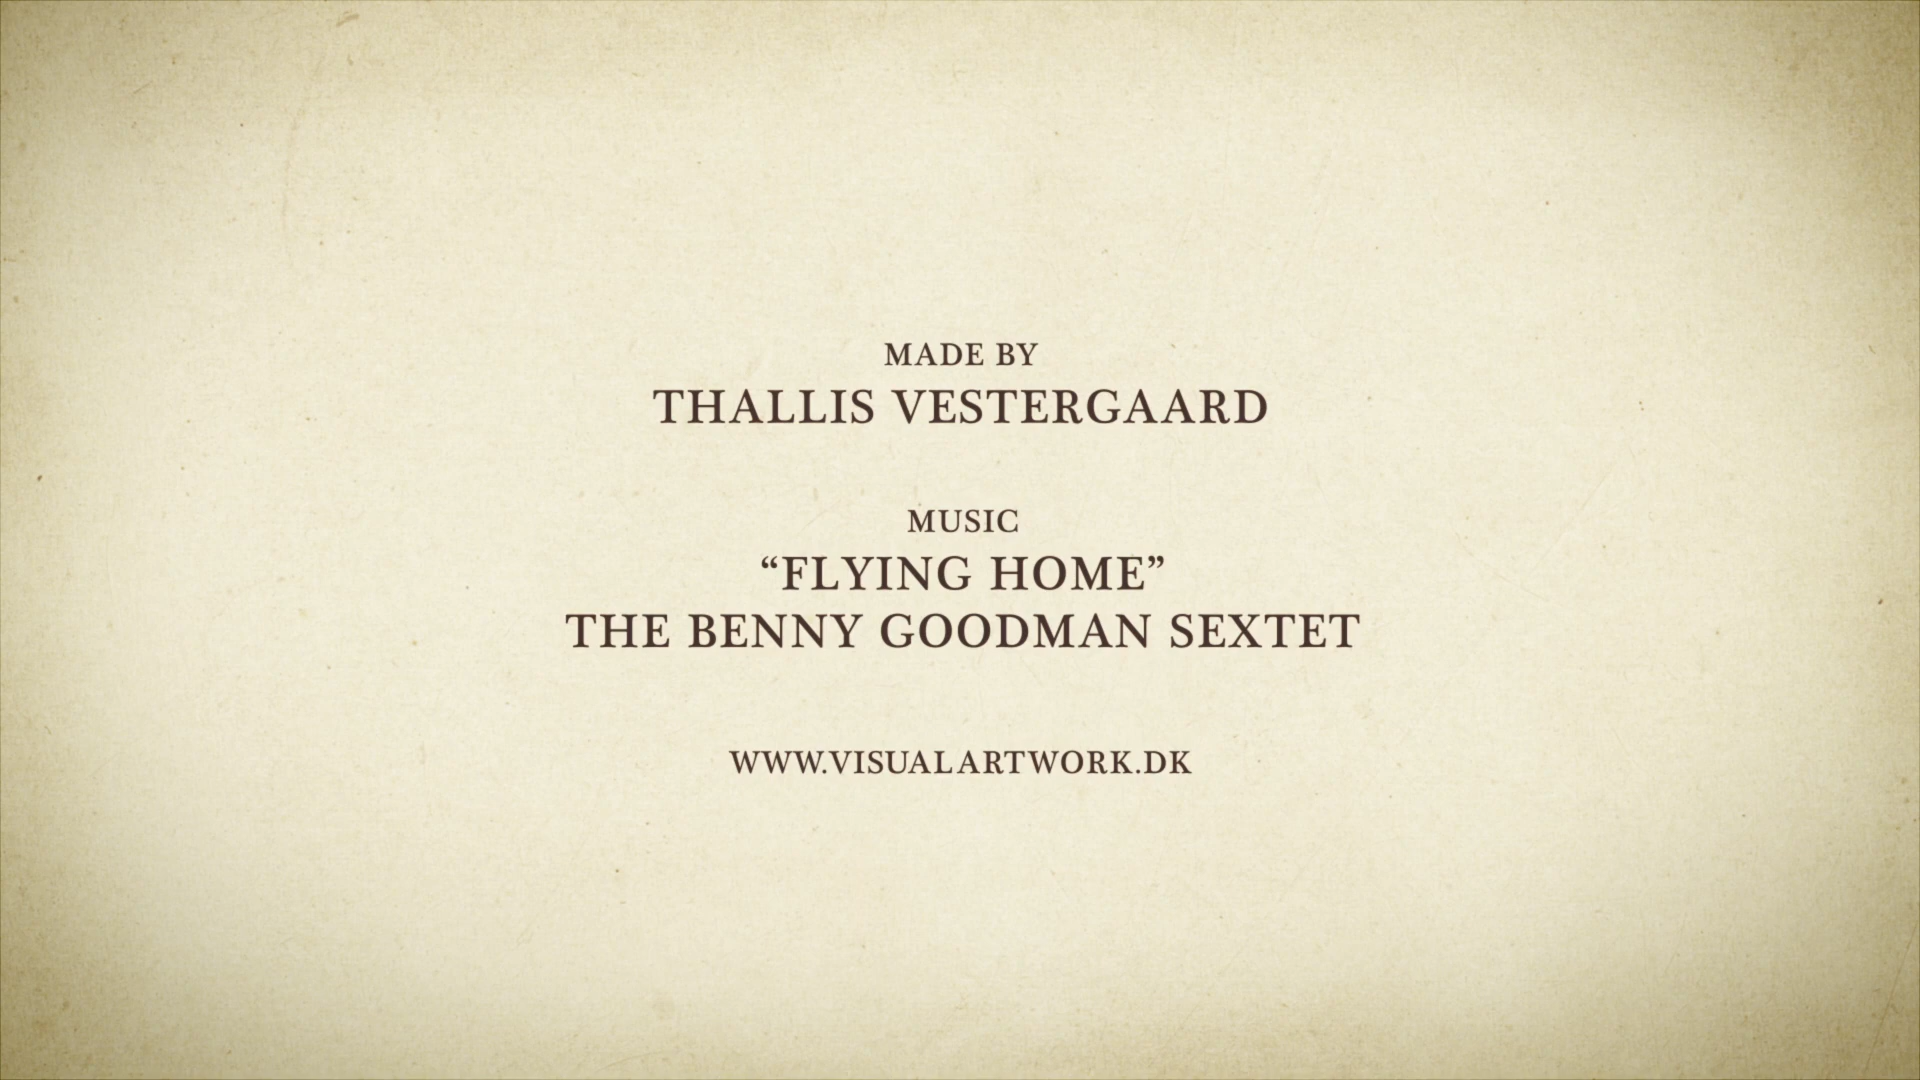 MADE BY
THALLIS VESTERGAARD
MUSIC
“FLYING HOME”
THE BENNY GOODMAN SEXTET
WWW.VISUALARTWORK.DK